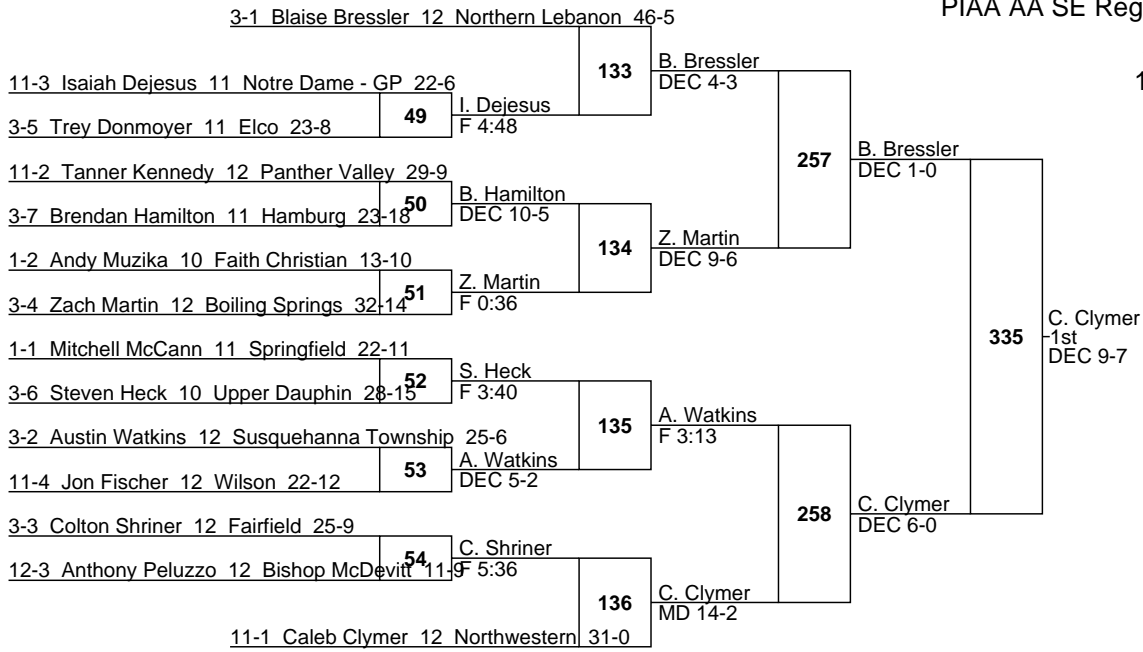 PIAA AA SE Reg
1
3-1 Blaise Bressler 12 Northern Lebanon 46-5
133
B. Bressler
DEC 4-3
11-3 Isaiah Dejesus 11 Notre Dame - GP 22-6
49
I. Dejesus
F 4:48
3-5 Trey Donmoyer 11 Elco 23-8
257
B. Bressler
DEC 1-0
11-2 Tanner Kennedy 12 Panther Valley 29-9
50
B. Hamilton
DEC 10-5
3-7 Brendan Hamilton 11 Hamburg 23-18
134
Z. Martin
DEC 9-6
1-2 Andy Muzika 10 Faith Christian 13-10
51
Z. Martin
F 0:36
3-4 Zach Martin 12 Boiling Springs 32-14
335
C. Clymer
1st
DEC 9-7
1-1 Mitchell McCann 11 Springfield 22-11
52
S. Heck
F 3:40
3-6 Steven Heck 10 Upper Dauphin 28-15
135
A. Watkins
F 3:13
3-2 Austin Watkins 12 Susquehanna Township 25-6
53
A. Watkins
DEC 5-2
11-4 Jon Fischer 12 Wilson 22-12
258
C. Clymer
DEC 6-0
3-3 Colton Shriner 12 Fairfield 25-9
54
C. Shriner
F 5:36
12-3 Anthony Peluzzo 12 Bishop McDevitt 11-9
136
C. Clymer
MD 14-2
11-1 Caleb Clymer 12 Northwestern 31-0